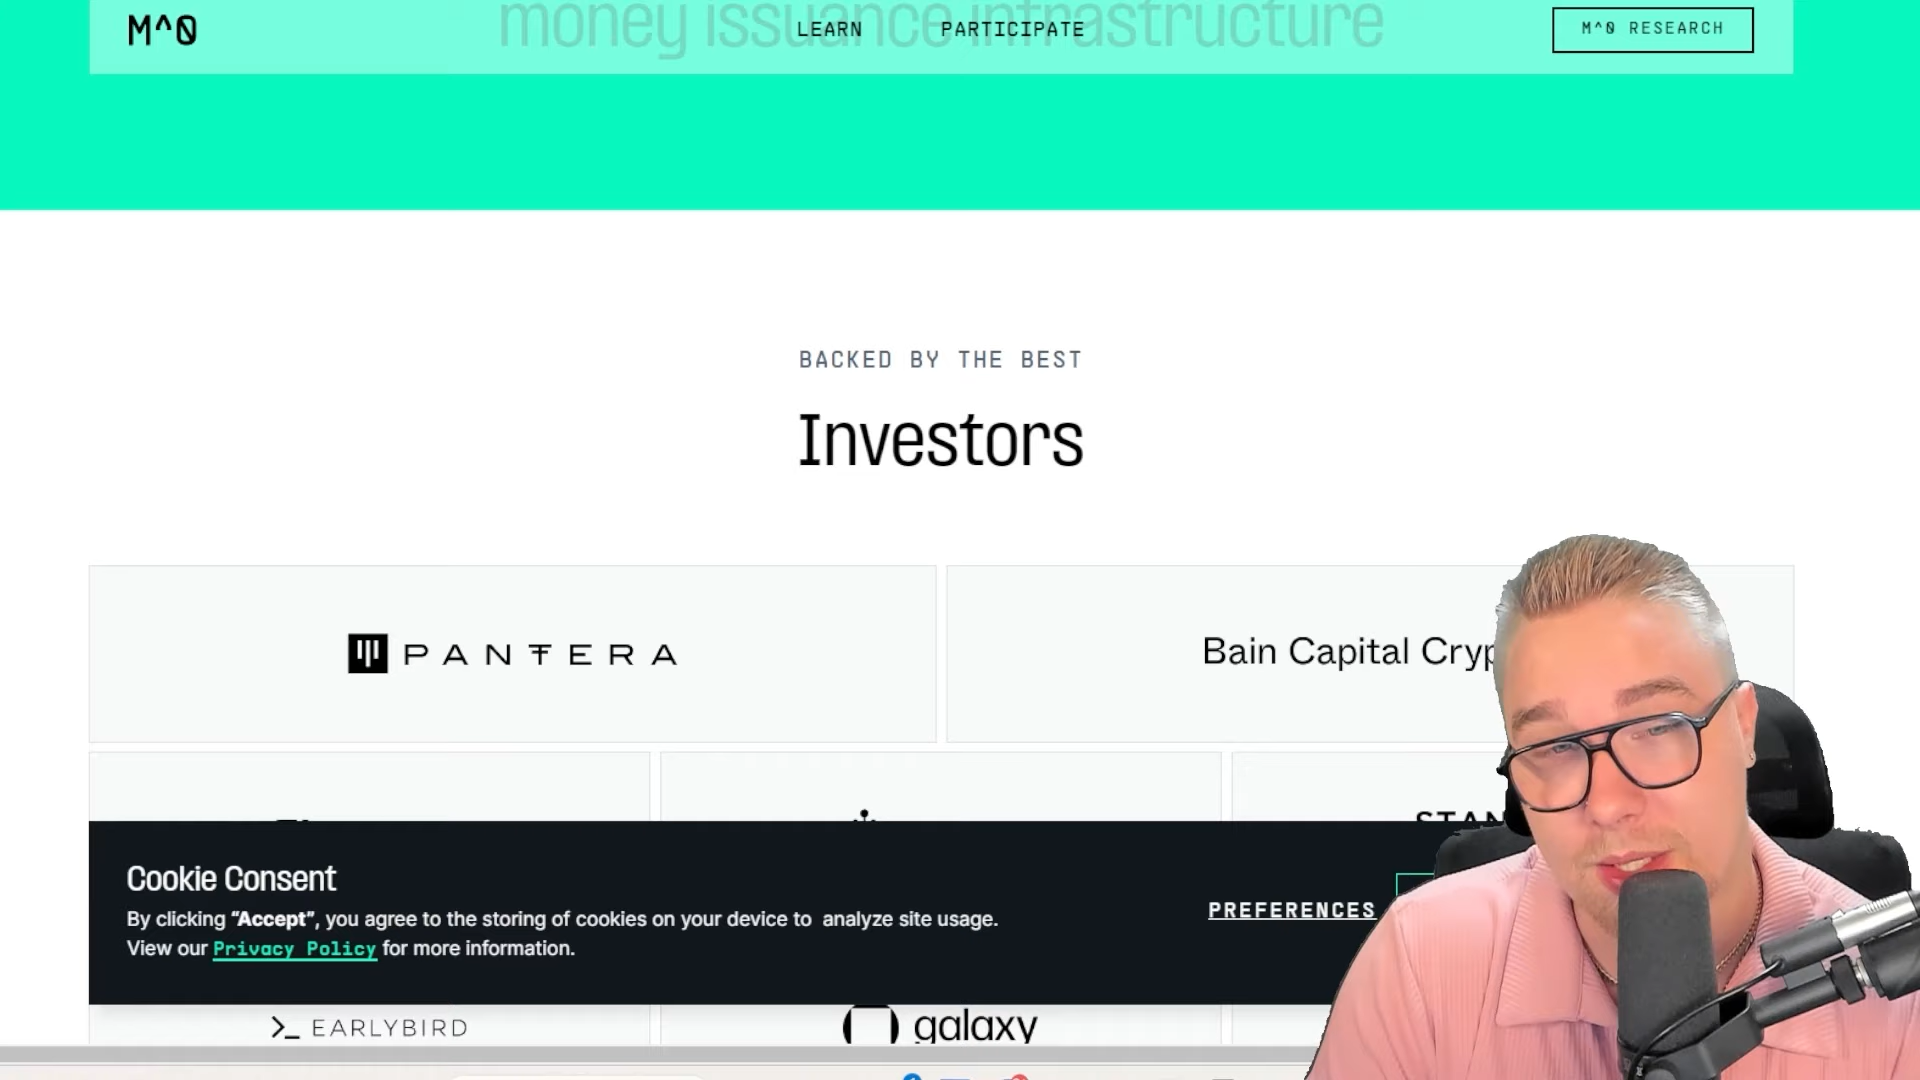 money issuance infrastructure
M^0
LEARN
PARTICIPATE
M^0 RESEARCH
BACKED BY THE BEST
Investors
PANTERA
Bain Capital
Cookie Consent
By clicking “Accept”, you agree to the storing of cookies on your device to analyze site usage.
View our Privacy Policy for more information.
PREFERENCES
>_ EARLYBIRD
galaxy